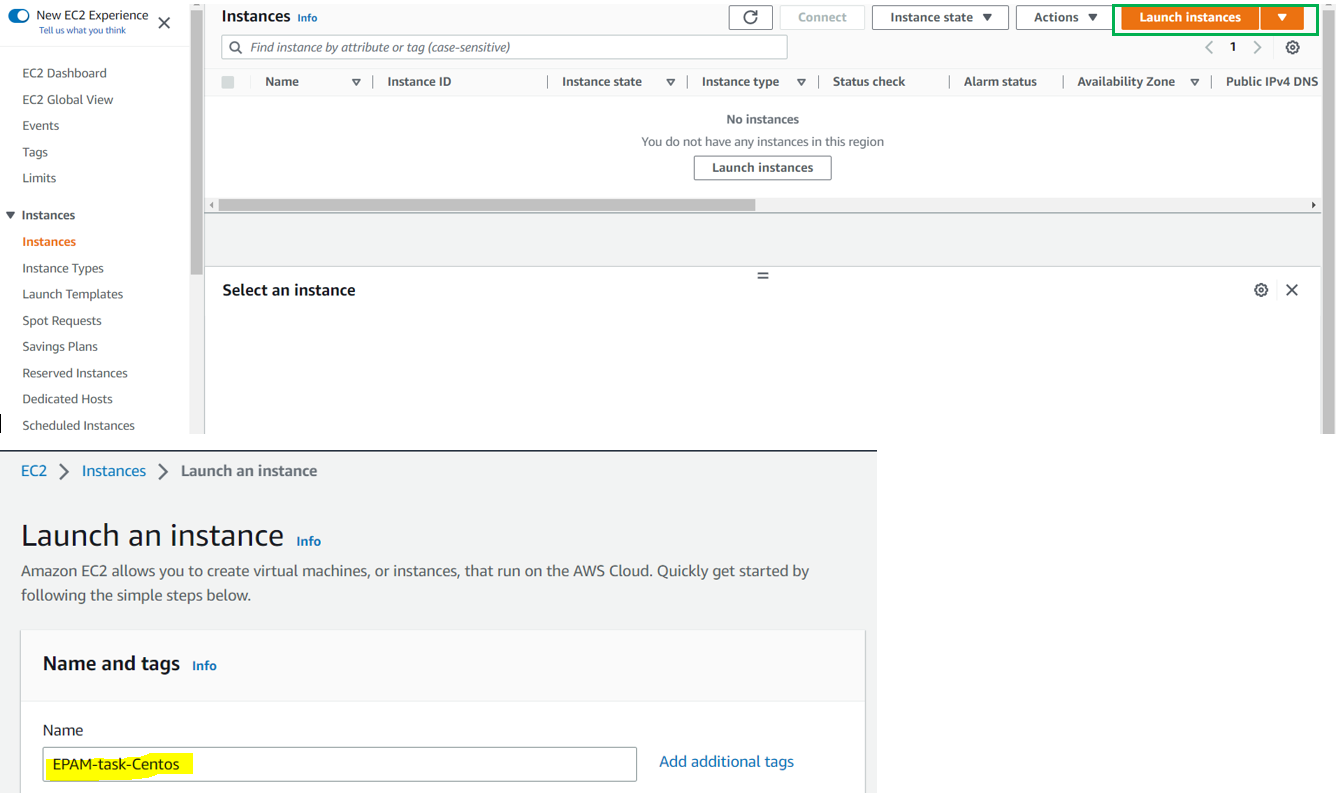 New EC2 Experience
Tell us what you think
EC2 Dashboard
EC2 Global View
Events
Tags
Limits
Instances
Instances
Instance Types
Launch Templates
Spot Requests
Savings Plans
Reserved Instances
Dedicated Hosts
Scheduled Instances
Instances Info
Connect
Instance state
Actions
Launch instances
Find instance by attribute or tag (case-sensitive)
1
Name Instance ID Instance state Instance type Status check Alarm status Availability Zone Public IPv4 DNS
No instances
You do not have any instances in this region
Launch instances
Select an instance
EC2 Instances Launch an instance
Launch an instance Info
Amazon EC2 allows you to create virtual machines, or instances, that run on the AWS Cloud. Quickly get started by
following the simple steps below.
Name and tags Info
Name
EPAM-task-Centos
Add additional tags